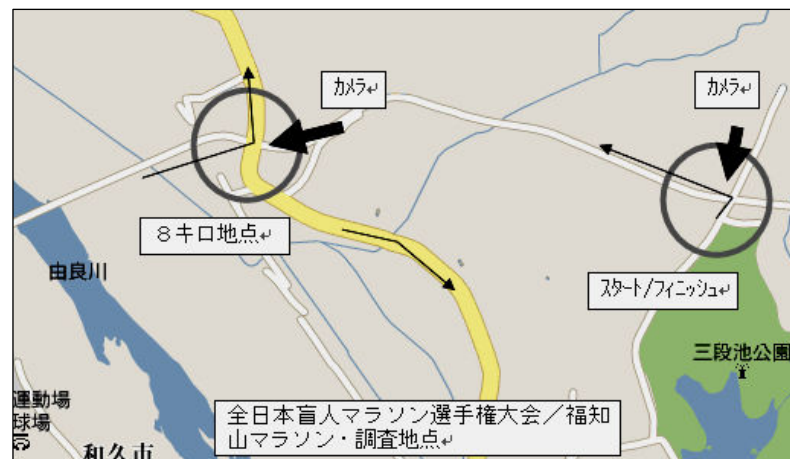 カメラ↵
カメラ↵
8キロ地点↵
由良川
スタート/フィニッシュ↵
三段池公園
運動場
球場
和久市
全日本盲人マラソン選手権大会/福知
山マラソン・調査地点↵